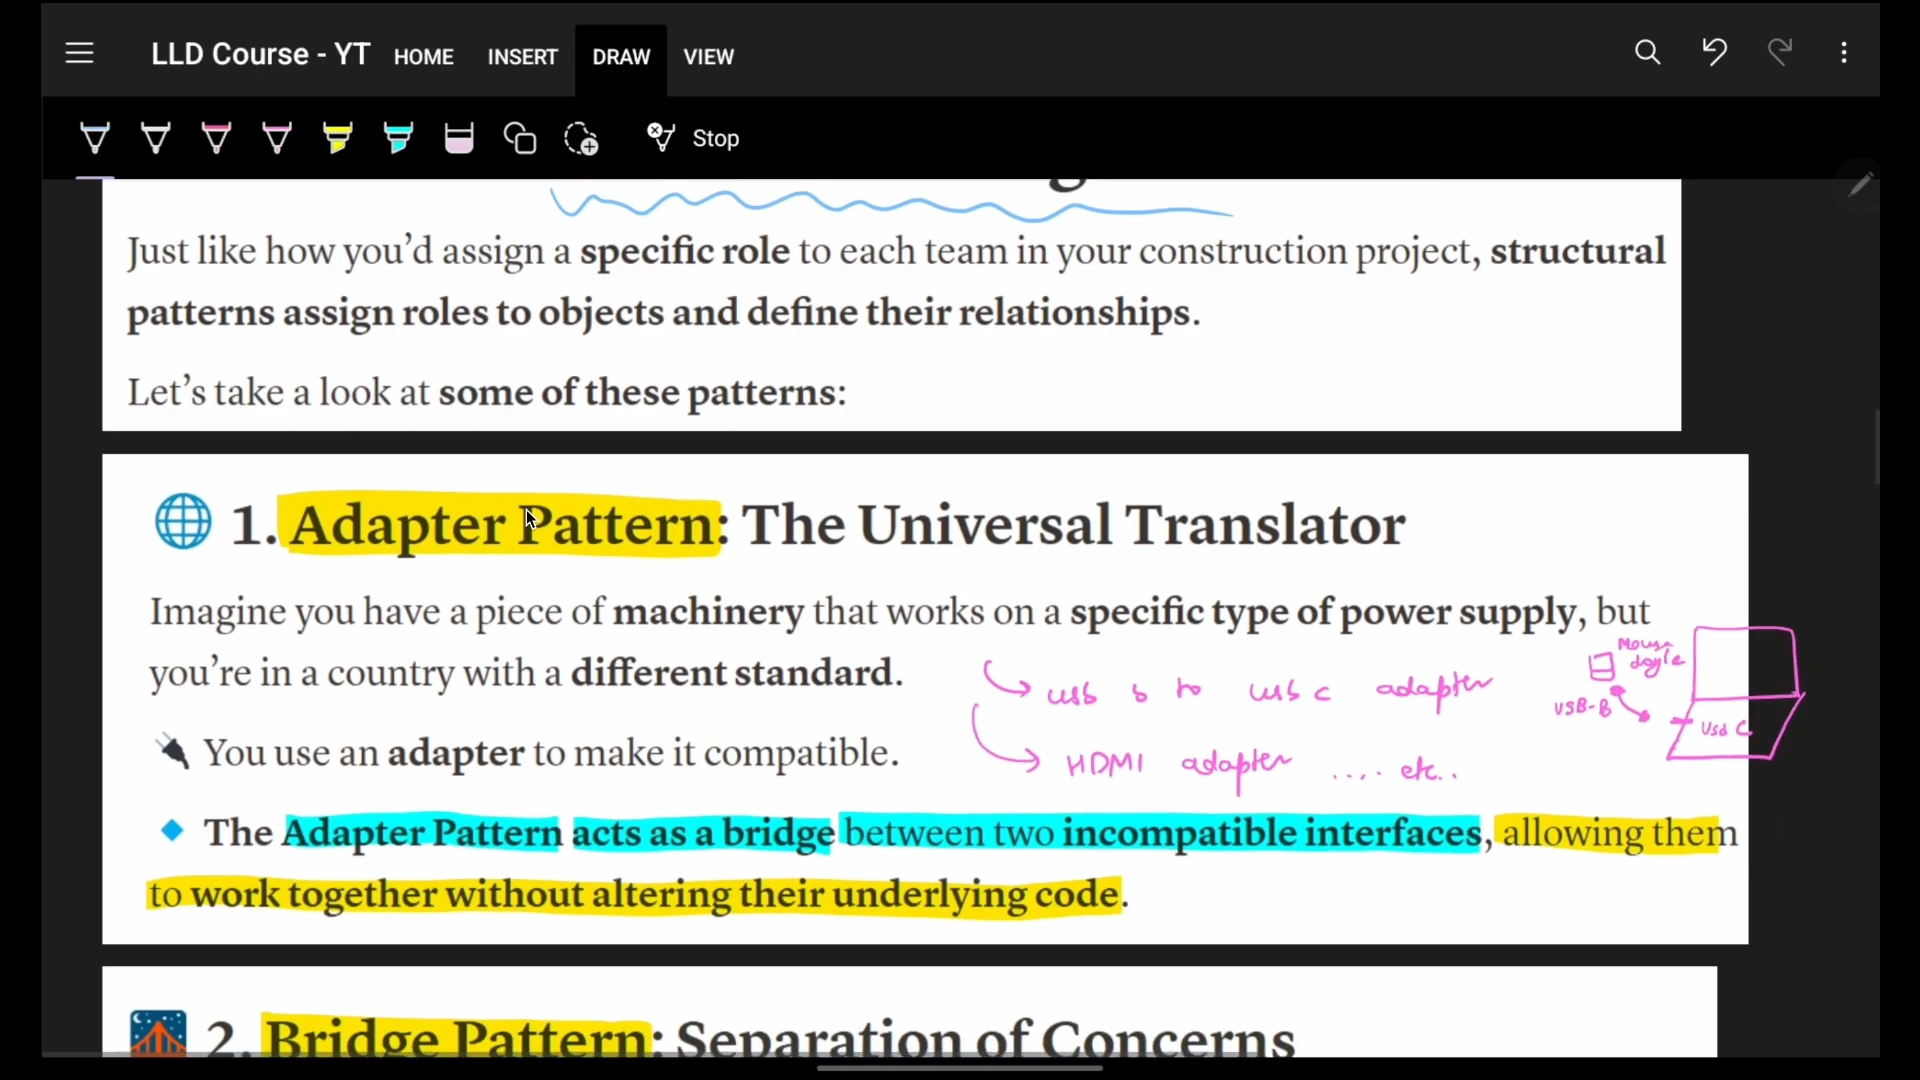 LLD Course - YT HOME INSERT DRAW VIEW
Stop
Just like how you’d assign a specific role to each team in your construction project, structural
patterns assign roles to objects and define their relationships.
Let’s take a look at some of these patterns:
1. Adapter Pattern: The Universal Translator
Imagine you have a piece of machinery that works on a specific type of power supply, but
you’re in a country with a different standard.
Mouse
dogle
usb b to usb c adapter
USB-B
Usb C
You use an adapter to make it compatible.
HDMI adapter .... etc..
The Adapter Pattern acts as a bridge between two incompatible interfaces, allowing them
to work together without altering their underlying code.
2. Bridge Pattern: Separation of Concerns